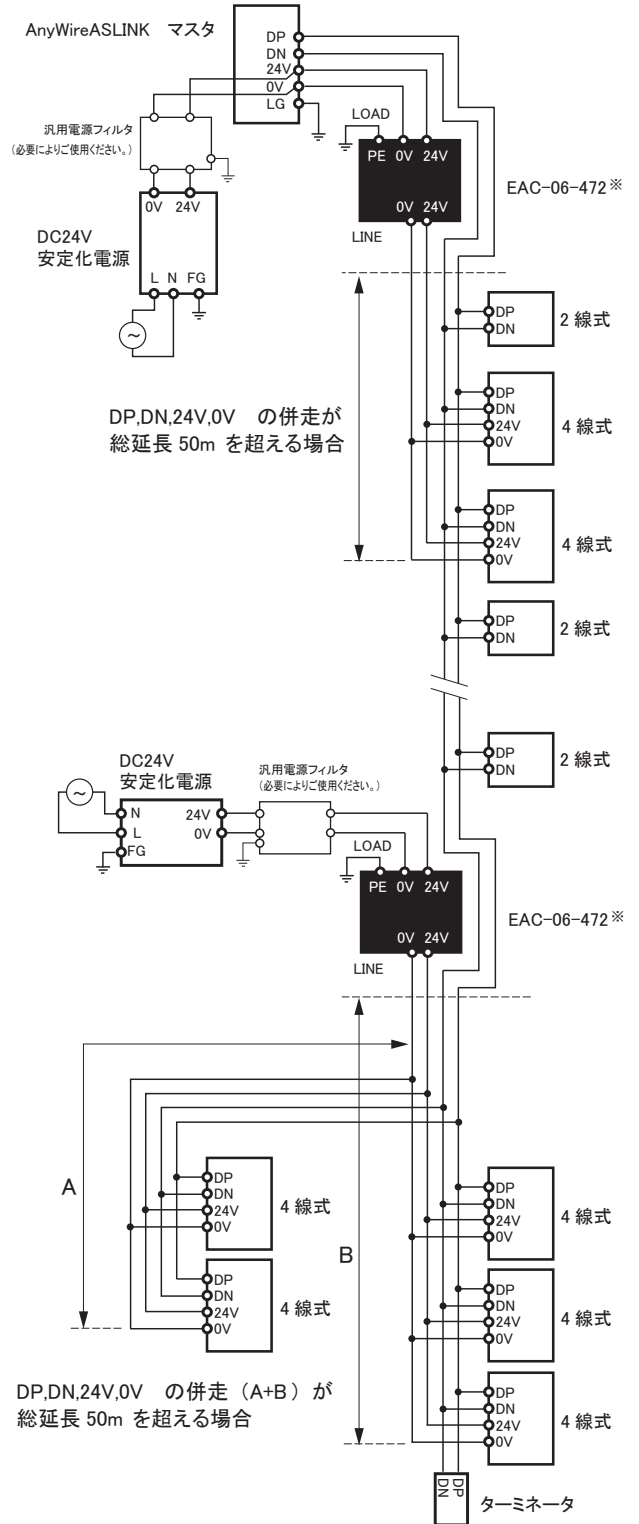 AnyWireASLINK マスタ
DP
DN
24V
0V
LG
汎用電源フィルタ
(必要によりご使用ください。)
0V 24V
DC24V
安定化電源
L N FG
LOAD
PE 0V 24V
0V 24V
LINE
EAC-06-472※
DP
DN
2 線式
DP,DN,24V,0V の併走が
総延長 50m を超える場合
DP
DN
24V
0V
4 線式
DP
DN
24V
0V
4 線式
DP
DN
2 線式
DP
DN
2 線式
DC24V
安定化電源
N
L
FG
24V
0V
汎用電源フィルタ
(必要によりご使用ください。)
LOAD
PE 0V 24V
0V 24V
LINE
EAC-06-472※
A
DP
DN
24V
0V
4 線式
DP
DN
24V
0V
4 線式
B
DP
DN
24V
0V
4 線式
DP
DN
24V
0V
4 線式
DP
DN
24V
0V
4 線式
DP,DN,24V,0V の併走（A+B）が
総延長 50m を超える場合
DP
DN
ターミネータ